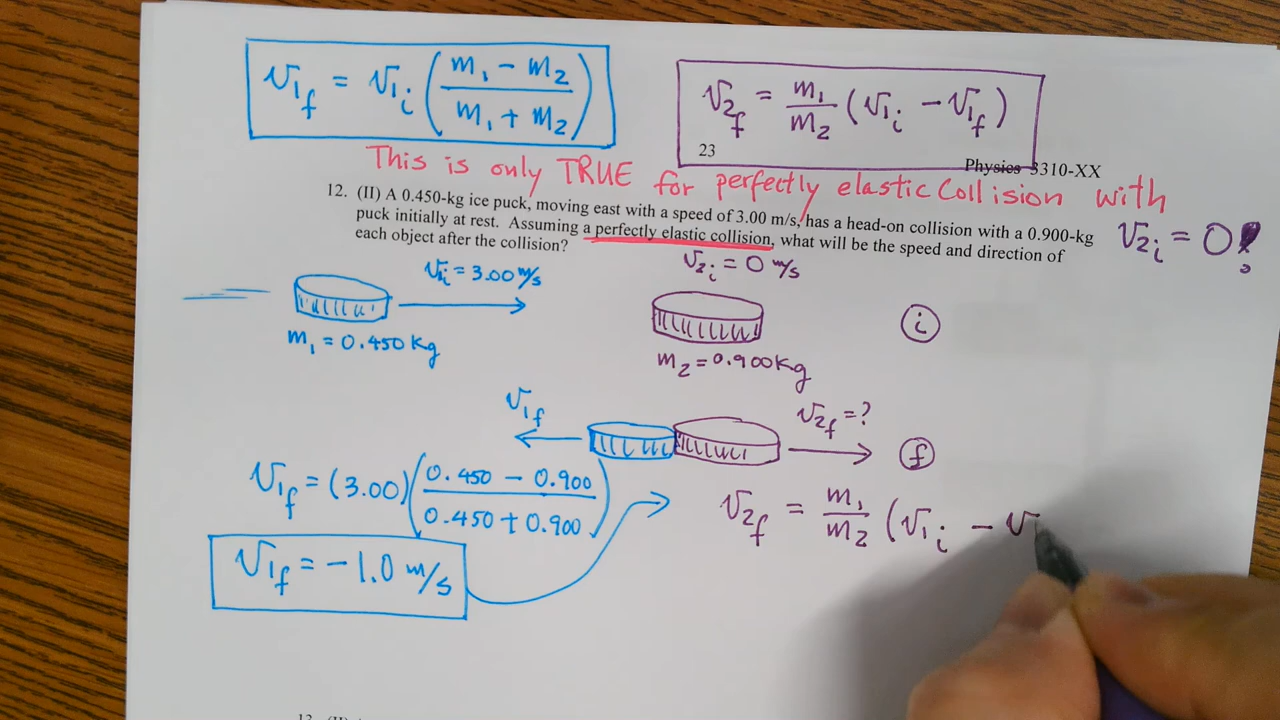 v1f = v1i (m1 - m2 / m1 + m2)
v2f = m1/m2 (v1i - v1f)
23
Physics 3310-XX
This is only TRUE for perfectly elastic Collision with
v2i = 0!
12. (II) A 0.450-kg ice puck, moving east with a speed of 3.00 m/s, has a head-on collision with a 0.900-kg
puck initially at rest. Assuming a perfectly elastic collision, what will be the speed and direction of
each object after the collision?
v1i = 3.00 m/s
v2i = 0 m/s
i
m1 = 0.450 kg
m2 = 0.900kg
v1f
v2f = ?
f
v1f = (3.00) (0.450 - 0.900 / 0.450 + 0.900)
v2f = m1/m2 (v1i - v
v1f = -1.0 m/s